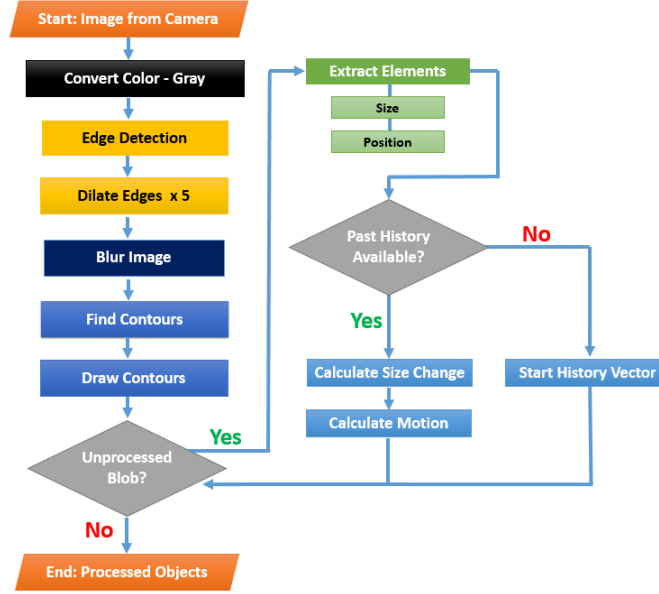 Start: Image from Camera
Convert Color - Gray
Edge Detection
Dilate Edges x 5
Blur Image
Find Contours
Draw Contours
Unprocessed
Blob?
Yes
No
End: Processed Objects
Extract Elements
Size
Position
Past History
Available?
No
Yes
Calculate Size Change
Calculate Motion
Start History Vector